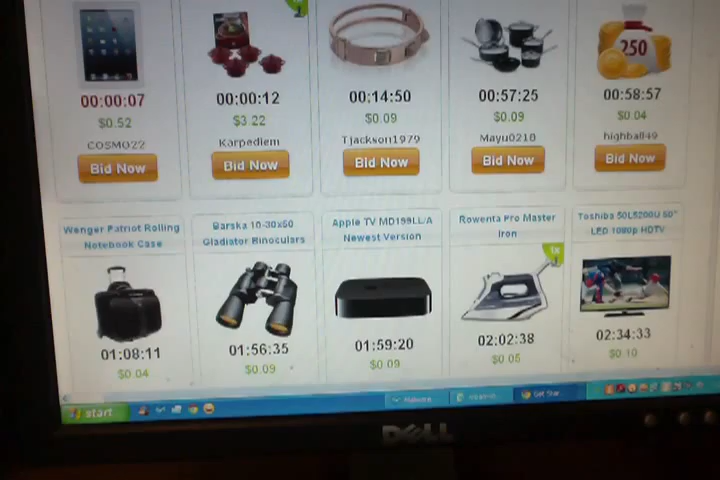 250
00:00:07
00:00:12
00:14:50
00:57:25
00:58:57
$0.52
$3.22
$0.09
$0.09
$0.04
COSMO22
Karpediem
Tjackson1979
Mayu0218
highball49
Bid Now
Bid Now
Bid Now
Bid Now
Bid Now
Wenger Patriot Rolling
Notebook Case
Barska 10-30x50
Gladiator Binoculars
Apple TV MD199LL/A
Newest Version
Rowenta Pro Master
Iron
Toshiba 50L5200U 50"
LED 1080p HDTV
1x
01:08:11
01:56:35
01:59:20
02:02:38
02:34:33
$0.04
$0.09
$0.09
$0.05
$0.10
start
DELL